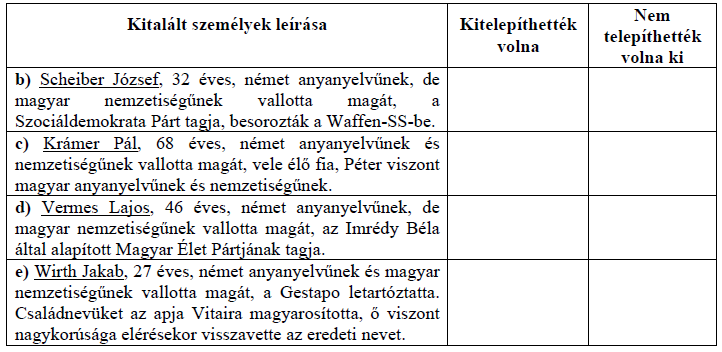 Kitalált személyek leírása
Kitelepíthették
volna
Nem
telepíthették
volna ki
b) Scheiber József, 32 éves, német anyanyelvűnek, de
magyar nemzetiségűnek vallotta magát, a
Szociáldemokrata Párt tagja, besorozták a Waffen-SS-be.
c) Krámer Pál, 68 éves, német anyanyelvűnek és
nemzetiségűnek vallotta magát, vele élő fia, Péter viszont
magyar anyanyelvűnek és nemzetiségűnek.
d) Vermes Lajos, 46 éves, német anyanyelvűnek, de
magyar nemzetiségűnek vallotta magát, az Imrédy Béla
által alapított Magyar Élet Pártjának tagja.
e) Wirth Jakab, 27 éves, német anyanyelvűnek és magyar
nemzetiségűnek vallotta magát, a Gestapo letartóztatta.
Családnevüket az apja Vitaira magyarosította, ő viszont
nagykorúsága elérésekor visszavette az eredeti nevet.